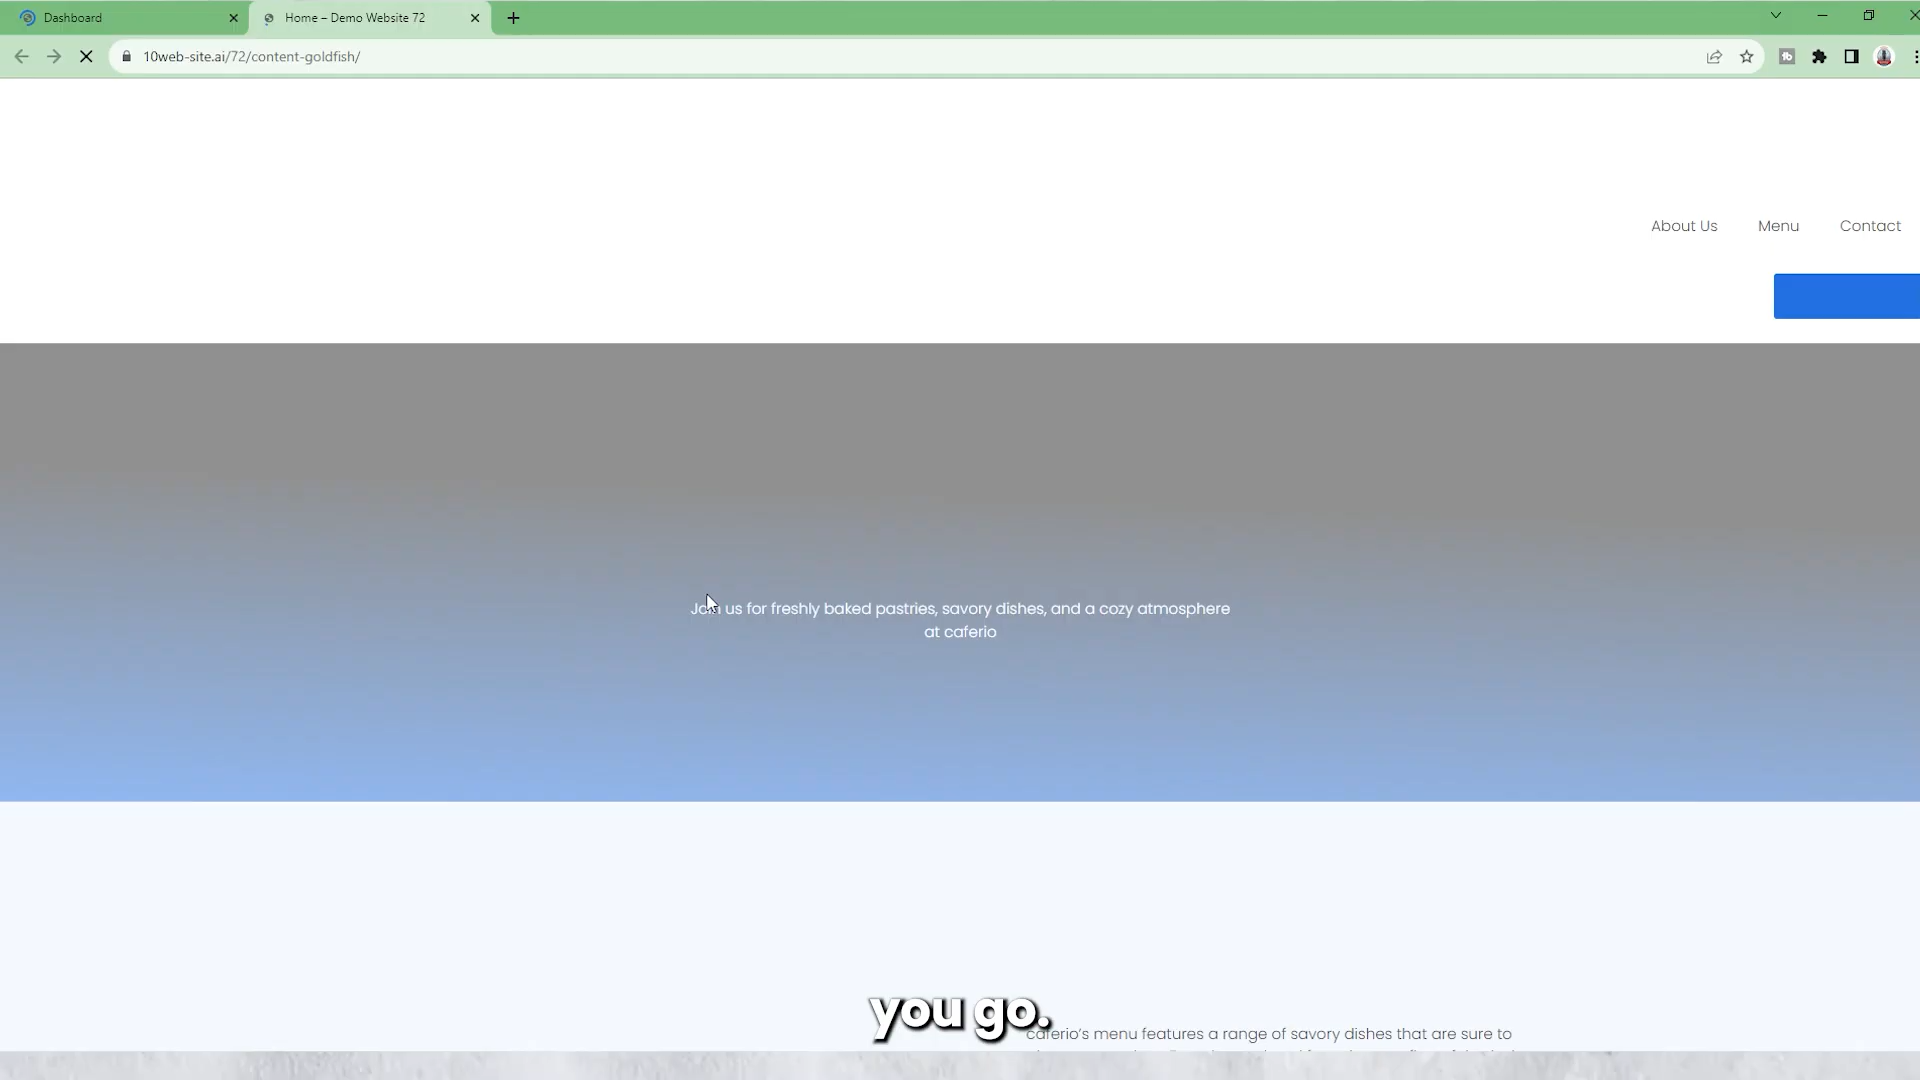 Dashboard
Home – Demo Website 72
10web-site.ai/72/content-goldfish/
About Us
Menu
Contact
Join us for freshly baked pastries, savory dishes, and a cozy atmosphere
at caferio
you go.
caferio’s menu features a range of savory dishes that are sure to